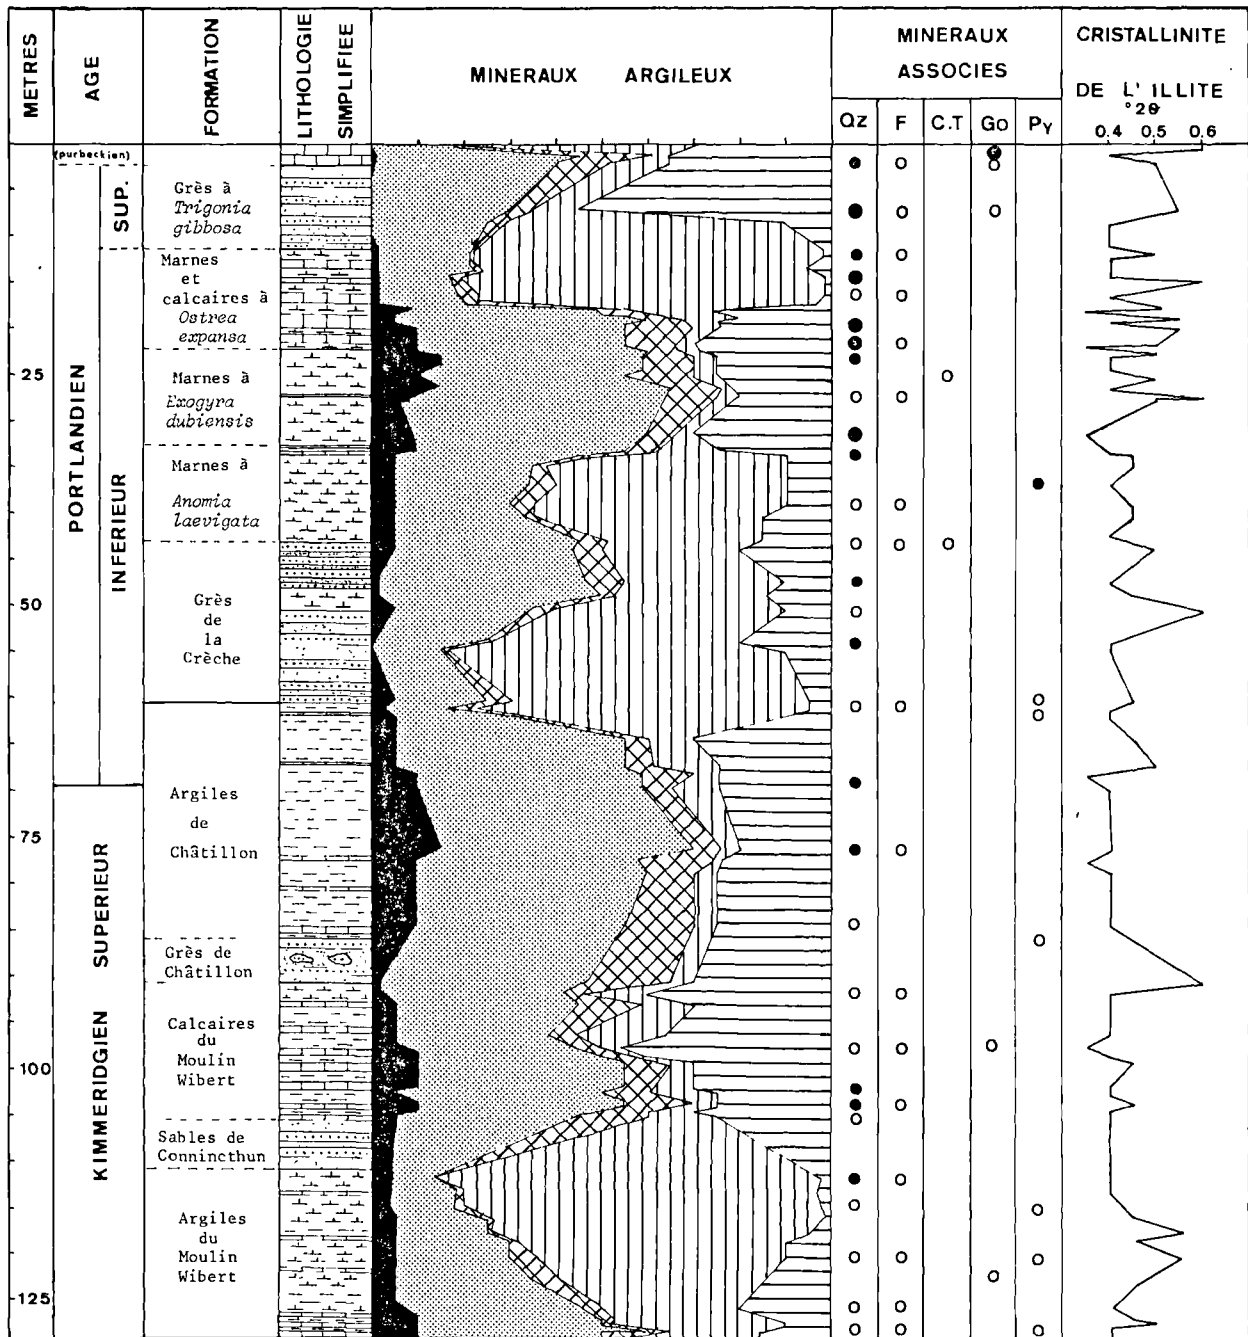 METRES
AGE
FORMATION
LITHOLOGIE
SIMPLIFIEE
MINERAUX ARGILEUX
MINERAUX
ASSOCIES
QZ F C.T GO PY
CRISTALLINITE
DE L'ILLITE
°2θ
0.4 0.5 0.6
(purbeckien)
SUP.
PORTLANDIEN
INFERIEUR
KIMMERIDGIEN SUPERIEUR
Grès à
Trigonia
gibbosa
Marnes
et
calcaires à
Ostrea
expansa
Marnes à
Exogyra
dubiensis
Marnes à
Anomia
laevigata
Grès
de
la
Crèche
Argiles
de
Châtillon
Grès de
Châtillon
Calcaires
du
Moulin
Wibert
Sables de
Connincthun
Argiles
du
Moulin
Wibert
25
50
75
100
125